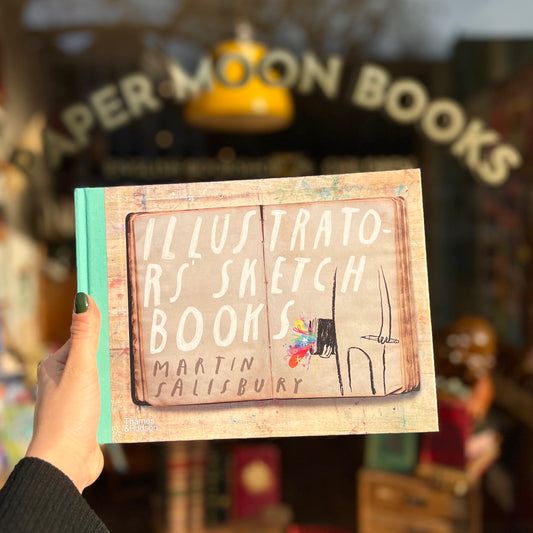 PAPER MOON BOOKS
ILLUSTRATO-
RS' SKETCH
BOOKS
MARTIN
SALISBURY
Thames
&Hudson